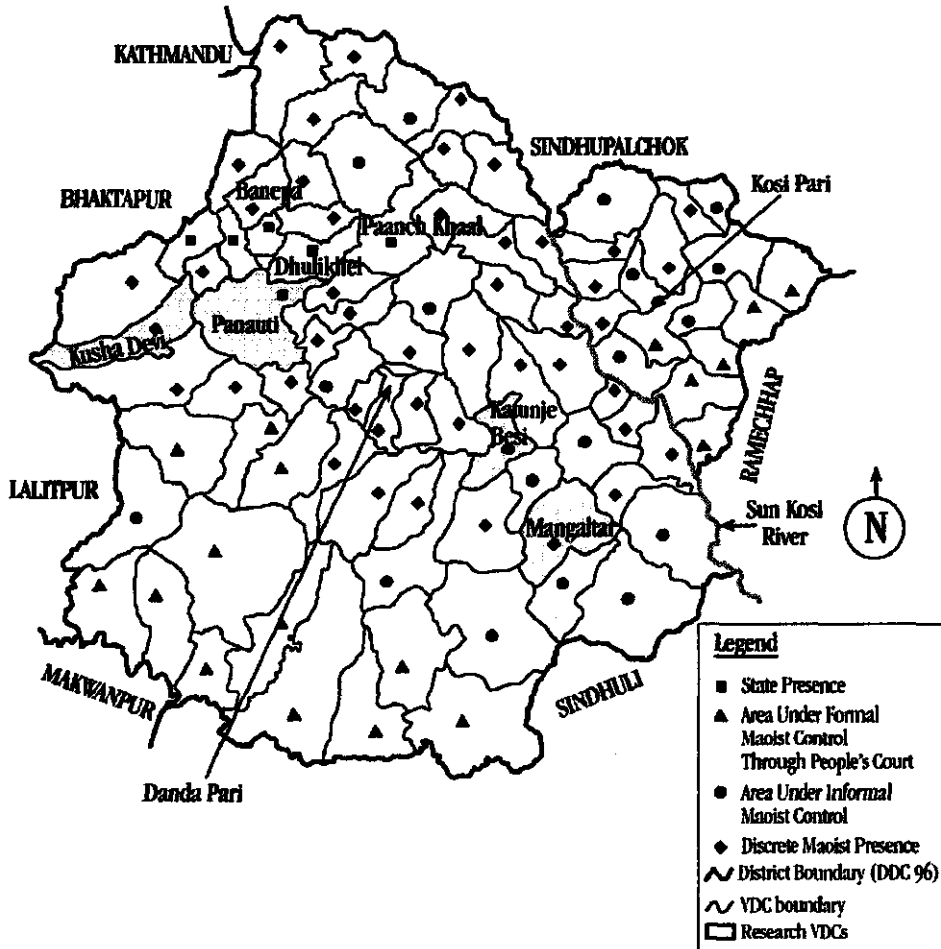 KATHMANDU
SINDHUPALCHOK
Kosi Pari
BHAKTAPUR
Banepa
Paanch Khaal
Dhulikhel
Panauti
Kusha Devi
Katunje
Besi
RAMECHHAP
LALITPUR
Mangaltar
Sun Kosi
River
N
MAKWANPUR
SINDHULI
Danda Pari
Legend
State Presence
Area Under Formal
Maoist Control
Through People's Court
Area Under Informal
Maoist Control
Discrete Maoist Presence
District Boundary (DDC 96)
VDC boundary
Research VDCs